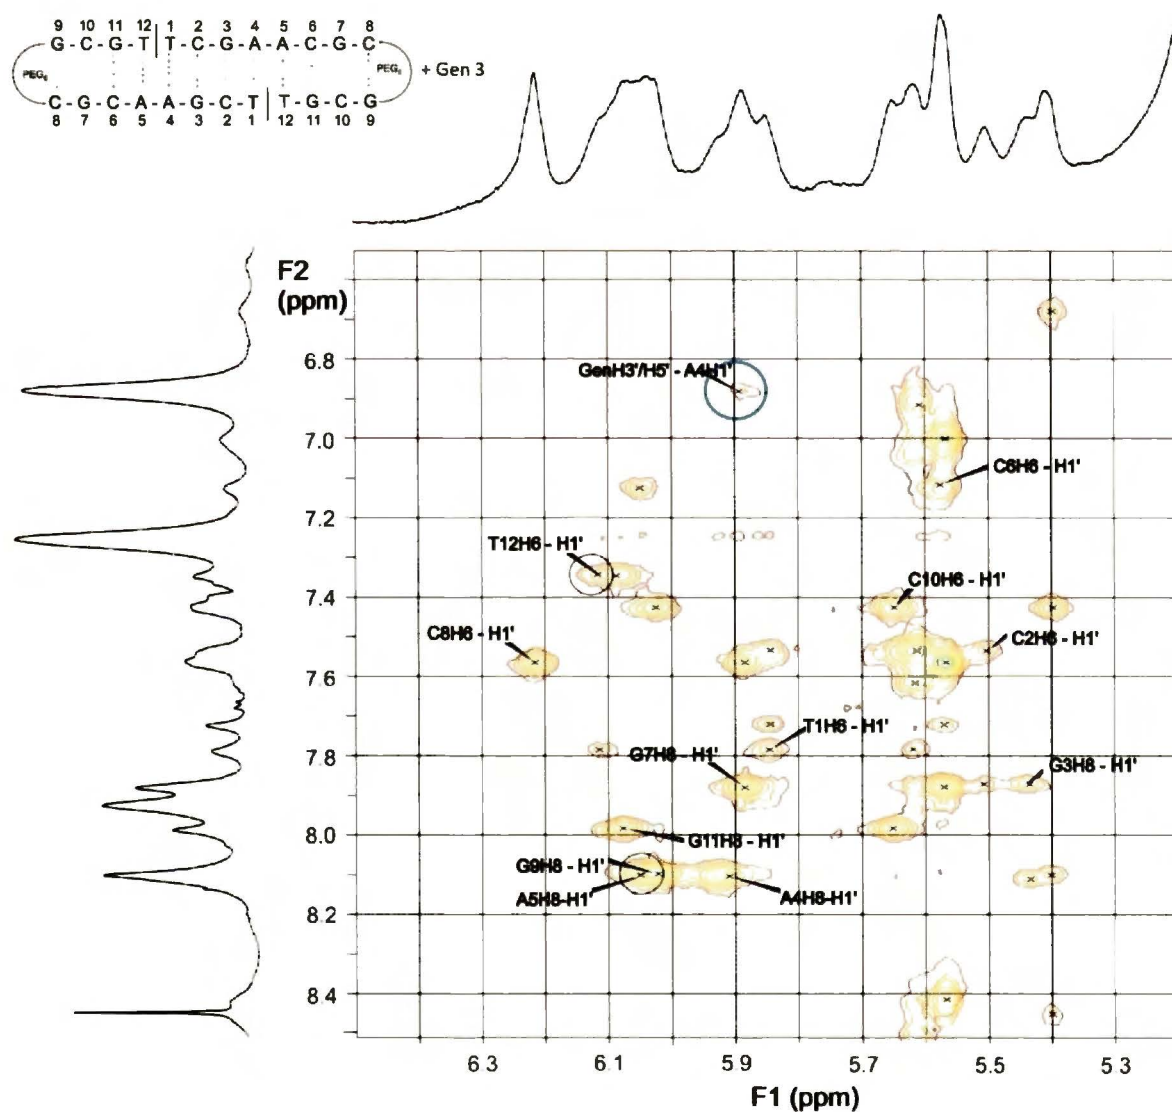 9 10 11 12 1 2 3 4 5 6 7 8
G-C-G-T T-C-G-A-A-C-G-C
PEG₆ PEG₆ + Gen 3
C-G-C-A-A-G-C-T T-G-C-G
8 7 6 5 4 3 2 1 12 11 10 9
F2
(ppm)
6.8
GenH3'/H5' - A4H1'
7.0
C6H6 - H1'
7.2
T12H6 - H1'
7.4
C10H6 - H1'
C8H6 - H1'
C2H6 - H1'
7.6
T1H6 - H1'
7.8
G7H8 - H1'
G3H8 - H1'
8.0
G11H8 - H1'
G9H8 - H1'
A5H8-H1'
A4H8-H1'
8.2
8.4
6.3 6.1 5.9 5.7 5.5 5.3
F1 (ppm)